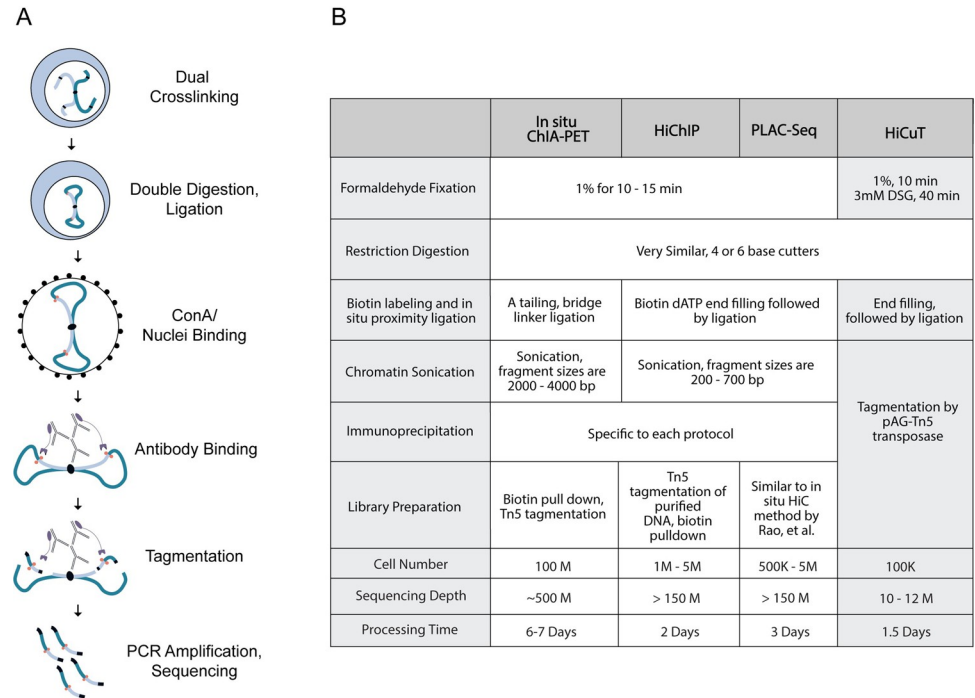 A
Dual
Crosslinking
Double Digestion,
Ligation
ConA/
Nuclei Binding
Antibody Binding
Tagmentation
PCR Amplification,
Sequencing
B
In situ
ChIA-PET
HiChIP
PLAC-Seq
HiCuT
Formaldehyde Fixation
1% for 10 - 15 min
1%, 10 min
3mM DSG, 40 min
Restriction Digestion
Very Similar, 4 or 6 base cutters
Biotin labeling and in
situ proximity ligation
A tailing, bridge
linker ligation
Biotin dATP end filling followed
by ligation
End filling,
followed by ligation
Chromatin Sonication
Sonication,
fragment sizes are
2000 - 4000 bp
Sonication, fragment sizes are
200 - 700 bp
Tagmentation by
pAG-Tn5
transposase
Immunoprecipitation
Specific to each protocol
Library Preparation
Biotin pull down,
Tn5 tagmentation
Tn5
tagmentation of
purified
DNA, biotin
pulldown
Similar to in
situ HiC
method by
Rao, et al.
Cell Number
100 M
1M - 5M
500K - 5M
100K
Sequencing Depth
~500 M
> 150 M
> 150 M
10 - 12 M
Processing Time
6-7 Days
2 Days
3 Days
1.5 Days